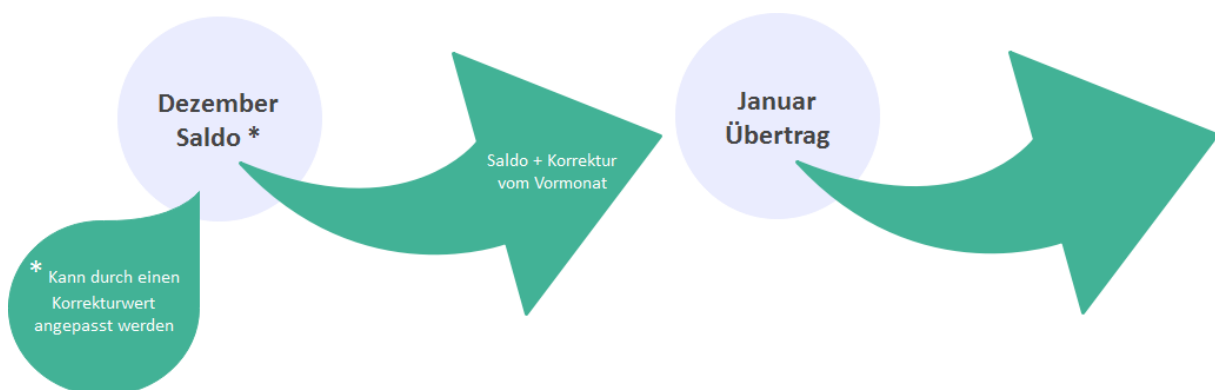 Dezember
Saldo *
Saldo + Korrektur
vom Vormonat
Januar
Übertrag
* Kann durch einen
Korrekturwert
angepasst werden